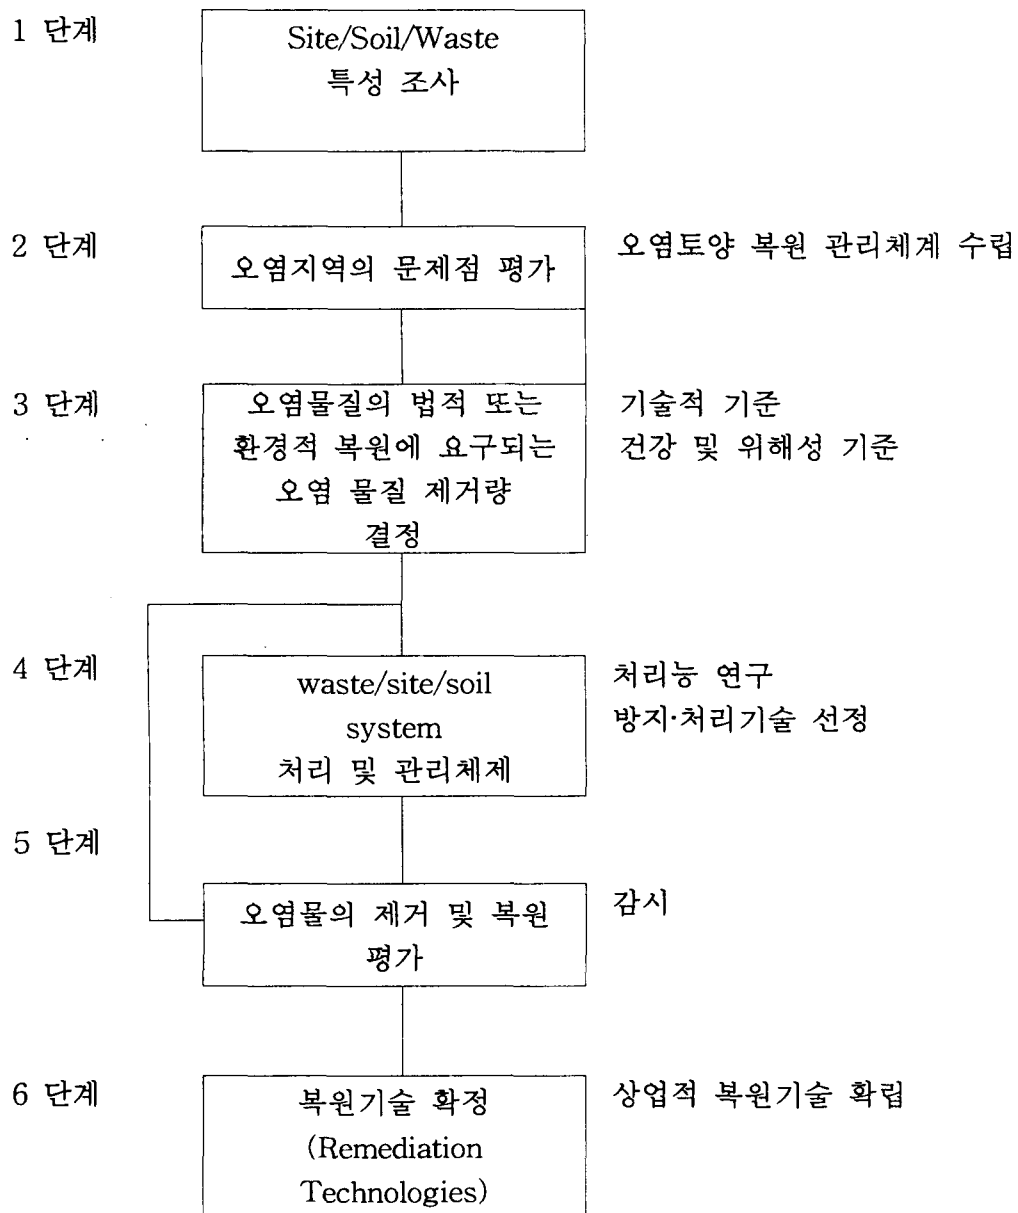 1 단계
Site/Soil/Waste
특성 조사
2 단계
오염지역의 문제점 평가
오염토양 복원 관리체계 수립
3 단계
오염물질의 법적 또는
환경적 복원에 요구되는
오염 물질 제거량
결정
기술적 기준
건강 및 위해성 기준
4 단계
waste/site/soil
system
처리 및 관리체제
처리능 연구
방지·처리기술 선정
5 단계
오염물의 제거 및 복원
평가
감시
6 단계
복원기술 확정
(Remediation
Technologies)
상업적 복원기술 확립